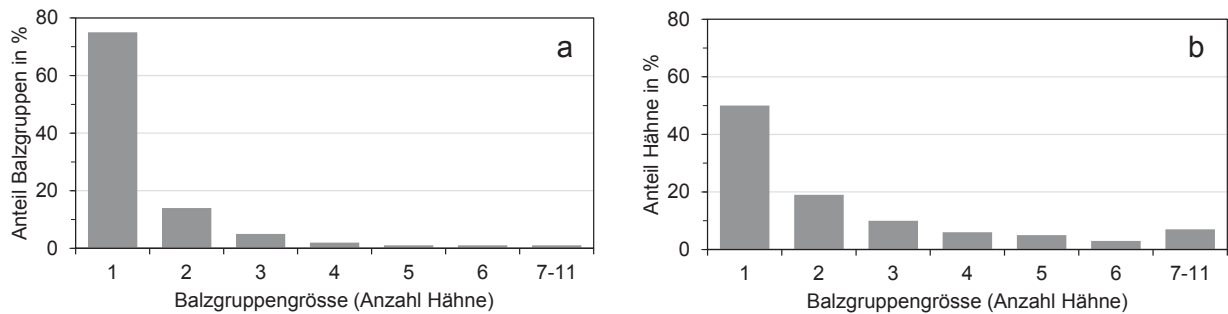 80
60
40
20
0
Anteil Balzgruppen in %
a
1 2 3 4 5 6 7-11
Balzgruppengrösse (Anzahl Hähne)
80
60
40
20
0
Anteil Hähne in %
b
1 2 3 4 5 6 7-11
Balzgruppengrösse (Anzahl Hähne)